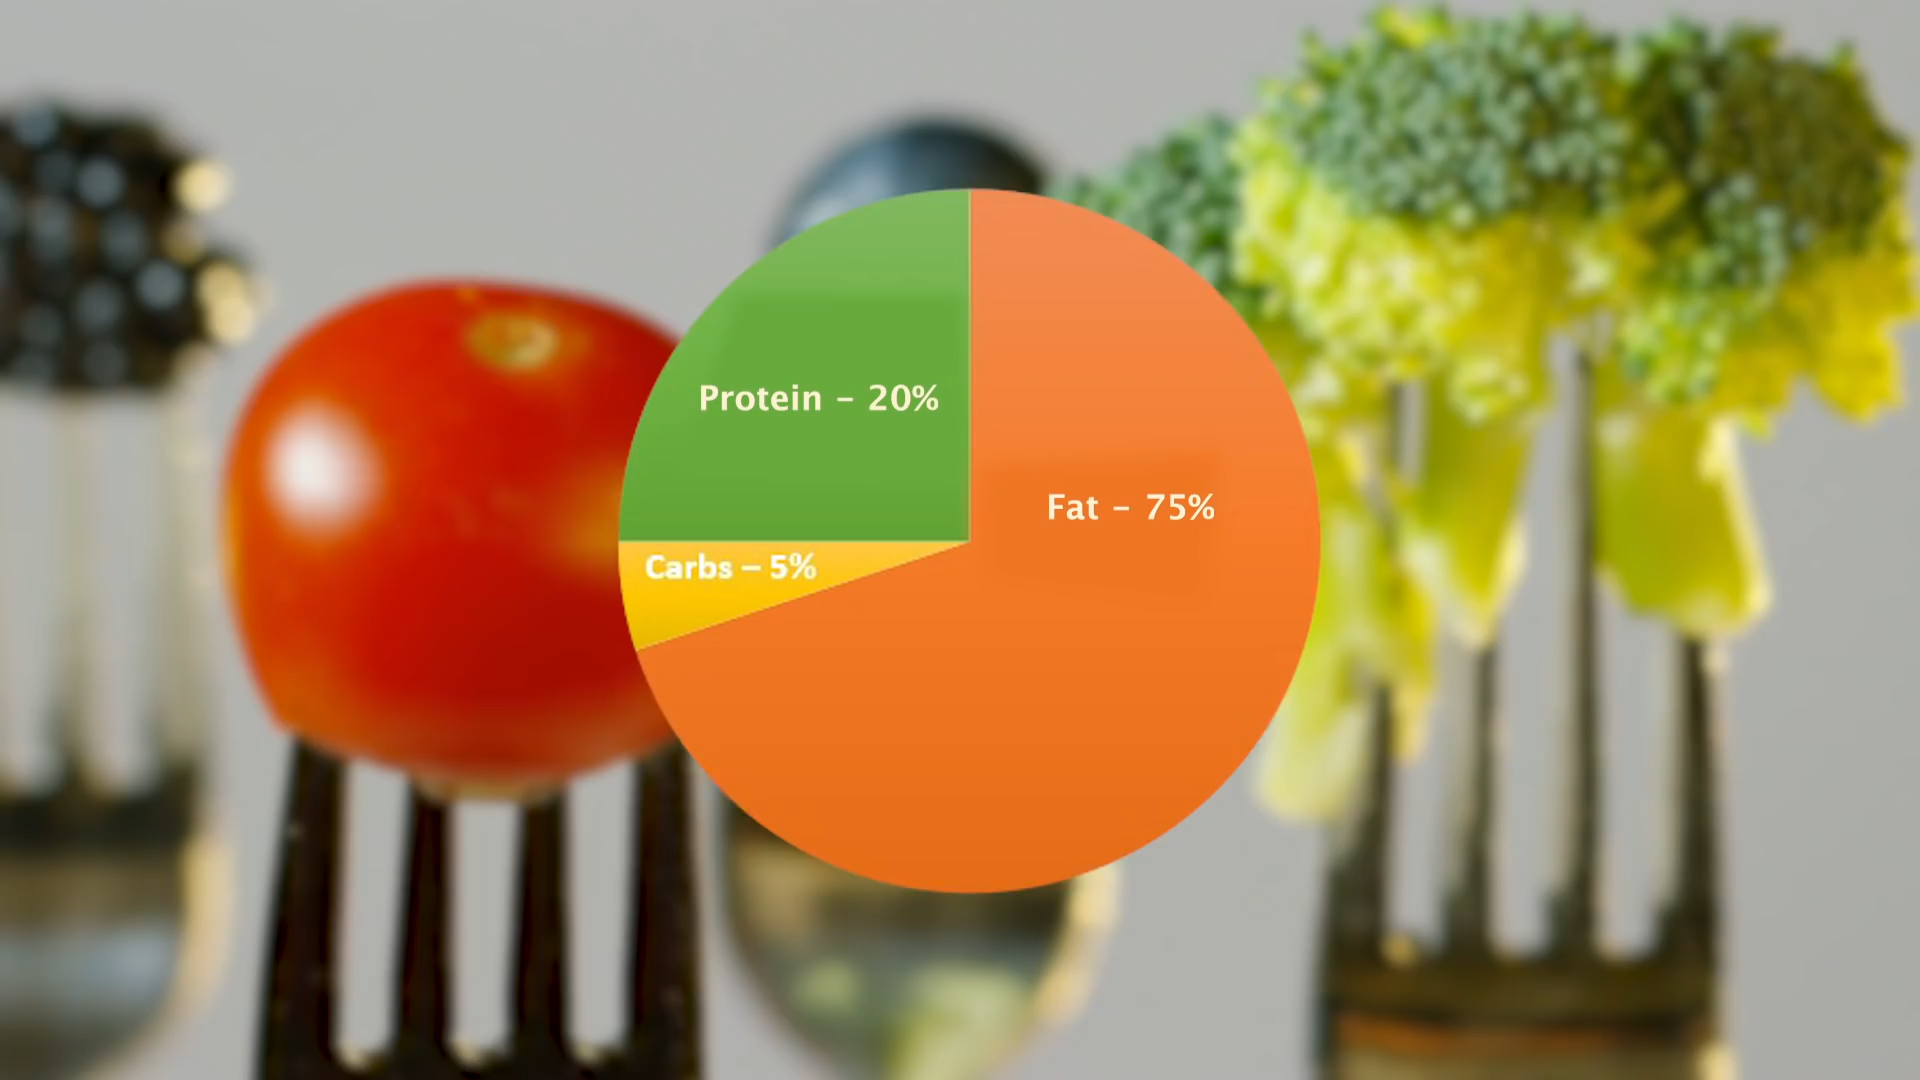 Protein – 20%
Fat – 75%
Carbs – 5%